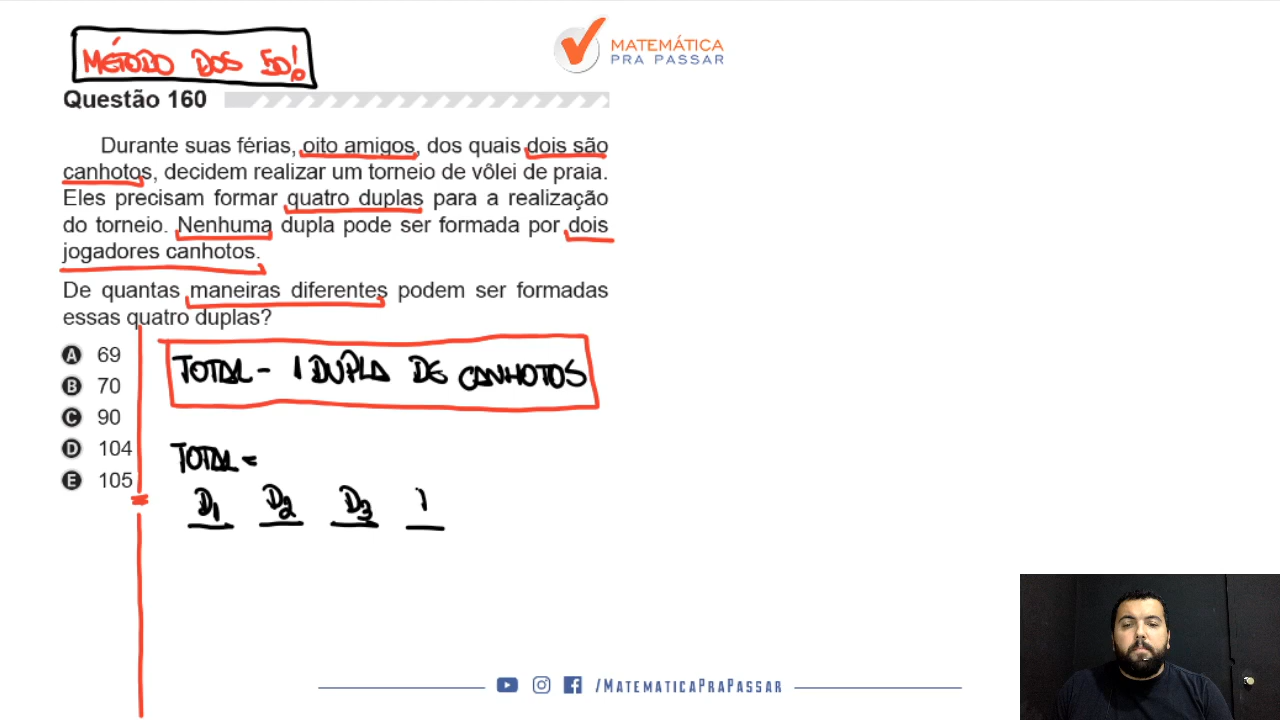 MÉTODO DOS 50!
MATEMÁTICA
PRA PASSAR
Questão 160
Durante suas férias, oito amigos, dos quais dois são
canhotos, decidem realizar um torneio de vôlei de praia.
Eles precisam formar quatro duplas para a realização
do torneio. Nenhuma dupla pode ser formada por dois
jogadores canhotos.
De quantas maneiras diferentes podem ser formadas
essas quatro duplas?
A 69
B 70
C 90
D 104
E 105
TOTAL - 1 DUPLA DE CANHOTOS
TOTAL =
D1 D2 D3
/MATEMATICAPRAPASSAR